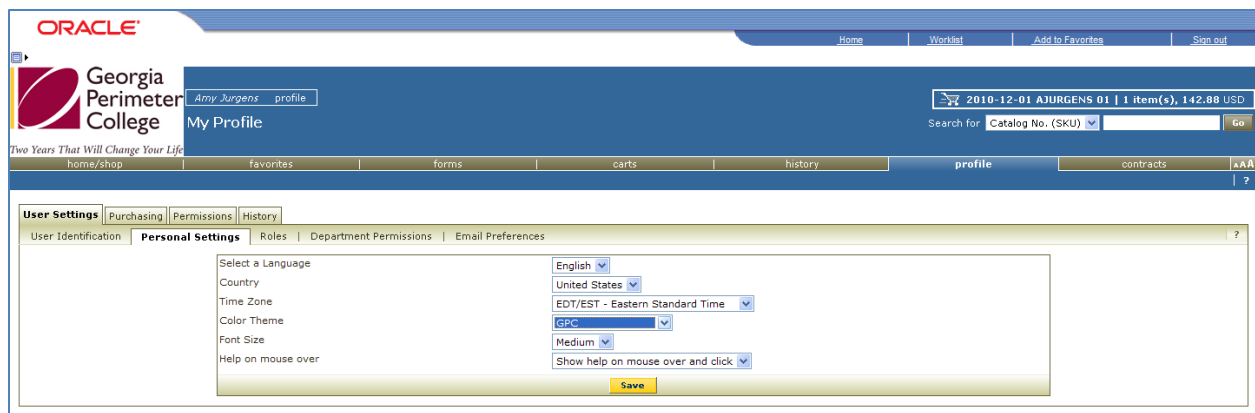 ORACLE
Home Worklist Add to Favorites Sign out
Georgia
Perimeter
College
Two Years That Will Change Your Life
Amy Jurgens profile
My Profile
2010-12-01 AJURGENS 01 | 1 item(s), 142.88 USD
Search for Catalog No. (SKU) Go
home/shop favorites forms carts history profile contracts AAA
?
User Settings Purchasing Permissions History
User Identification Personal Settings Roles | Department Permissions | Email Preferences ?
Select a Language English
Country United States
Time Zone EDT/EST - Eastern Standard Time
Color Theme GPC
Font Size Medium
Help on mouse over Show help on mouse over and click
Save